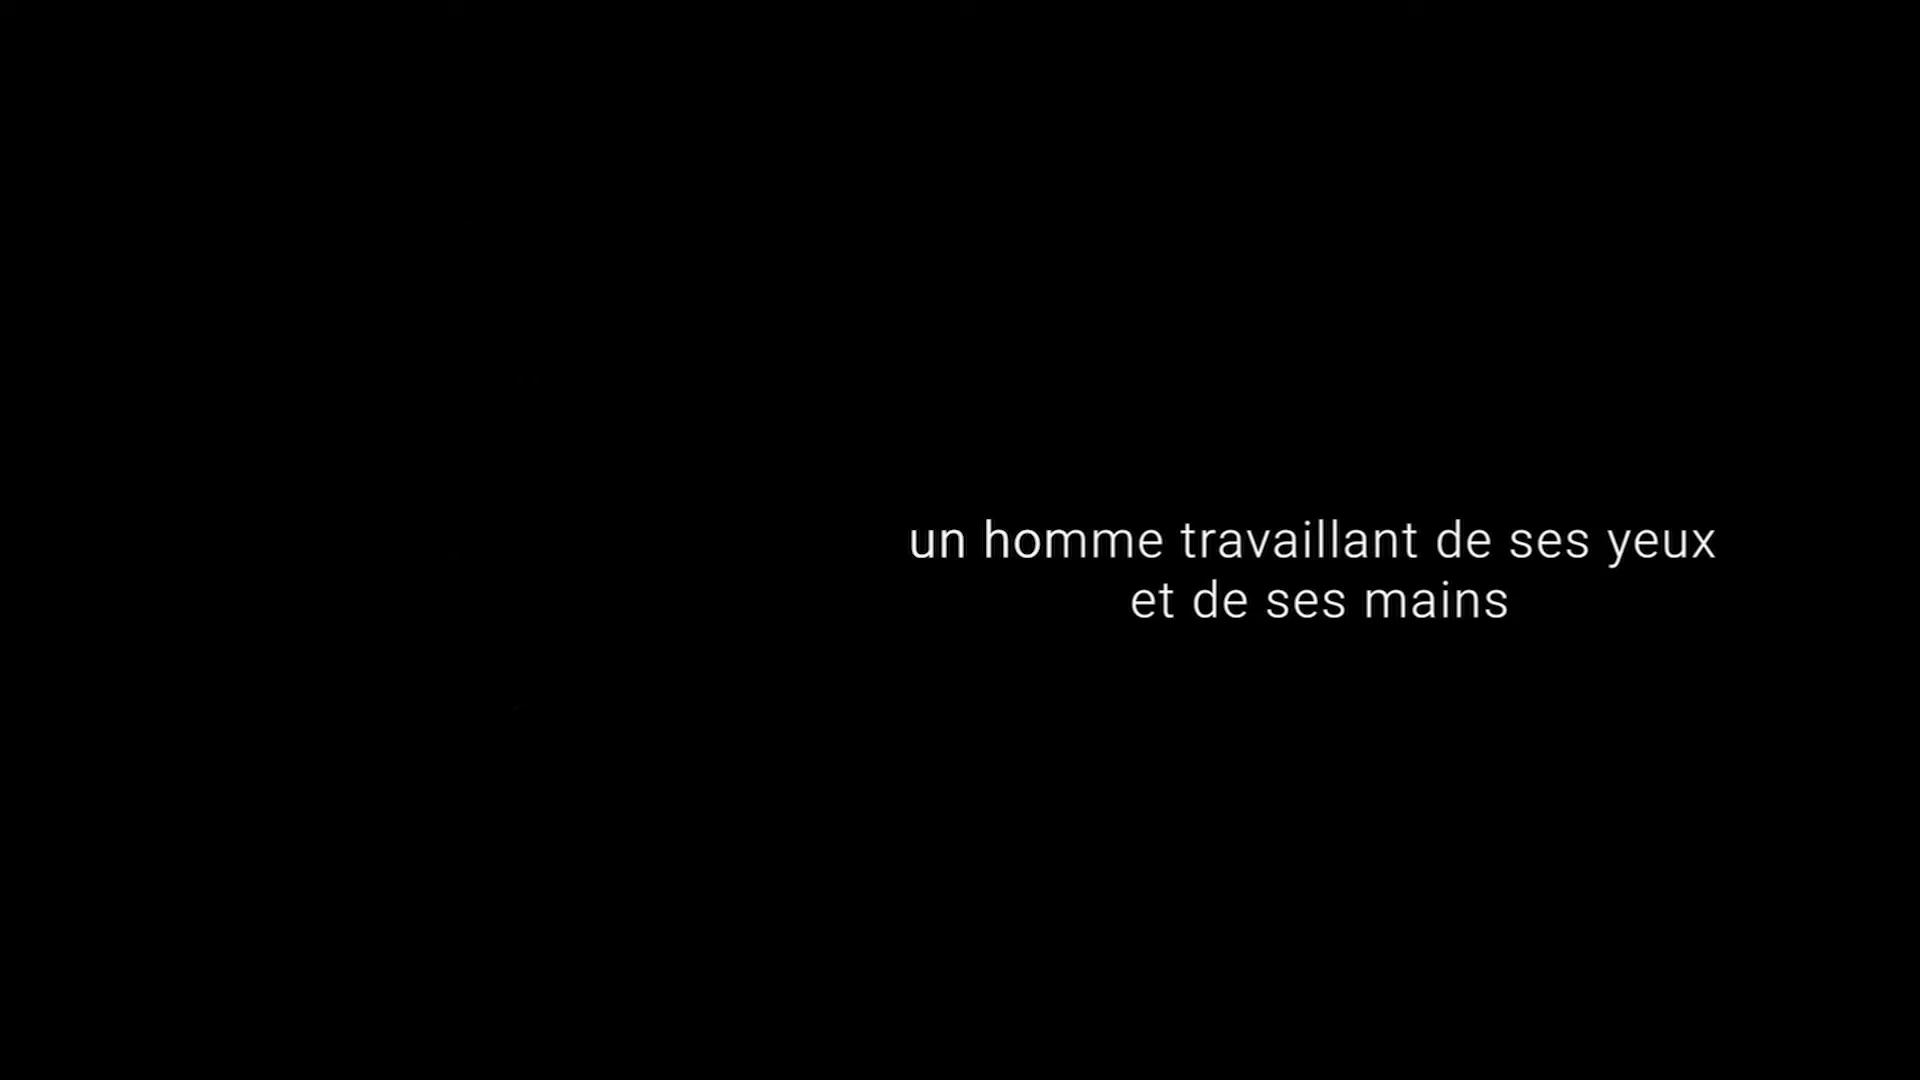 un homme travaillant de ses yeux
et de ses mains